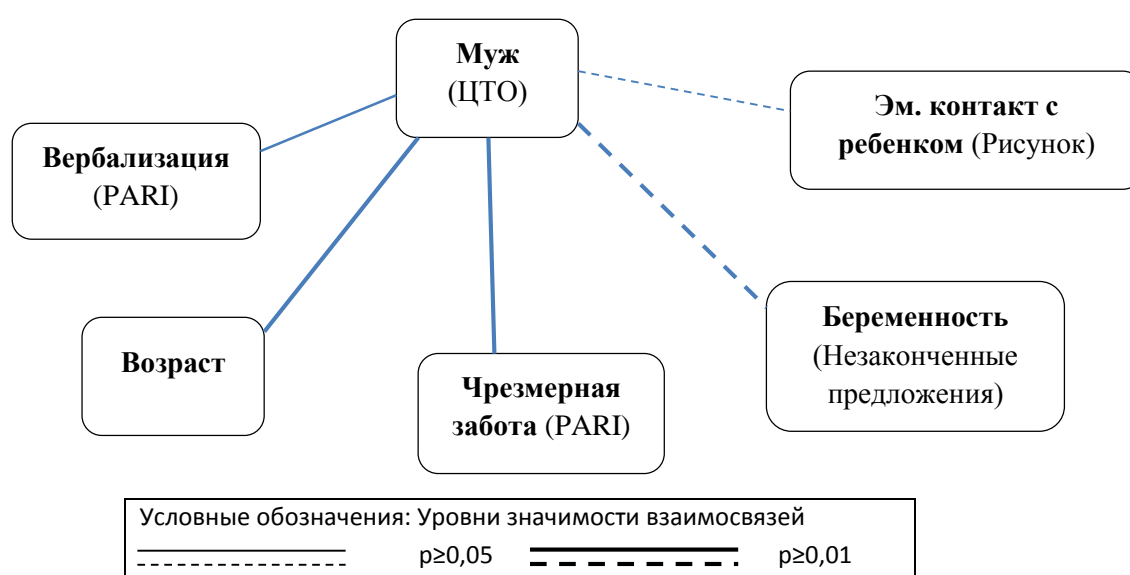 Муж
(ЦТО)
Эм. контакт с
ребенком (Рисунок)
Вербализация
(PARI)
Беременность
(Незаконченные
предложения)
Возраст
Чрезмерная
забота (PARI)
Условные обозначения: Уровни значимости взаимосвязей
p≥0,05 p≥0,01